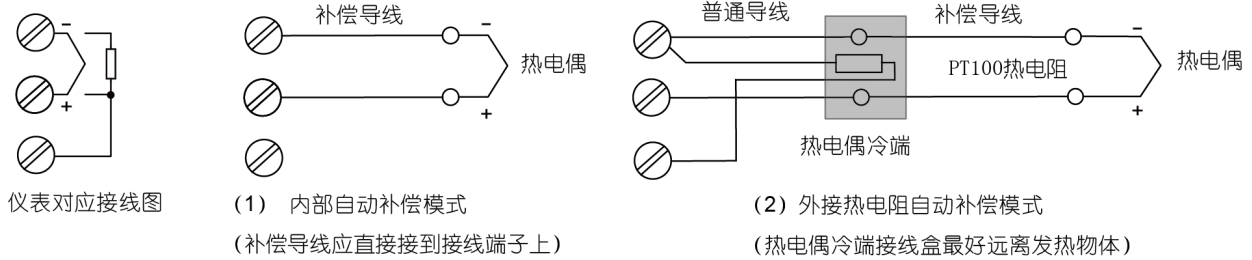 补偿导线
普通导线
补偿导线
−
−
−
热电偶
热电偶
PT100热电阻
+
+
+
热电偶冷端
仪表对应接线图
(1) 内部自动补偿模式
(2) 外接热电阻自动补偿模式
(补偿导线应直接接到接线端子上)
(热电偶冷端接线盒最好远离发热物体)